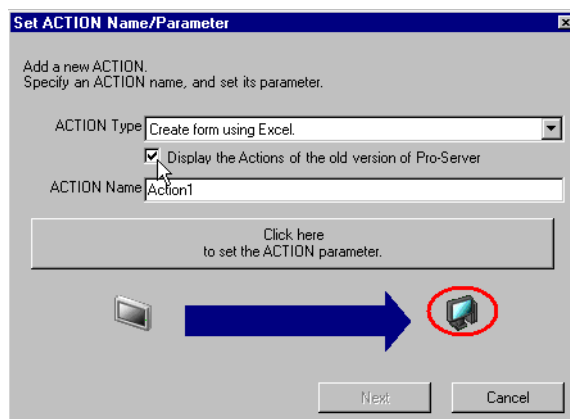 Set ACTION Name/Parameter
Add a new ACTION.
Specify an ACTION name, and set its parameter.
ACTION Type
Create form using Excel.
Display the Actions of the old version of Pro-Server
ACTION Name
Action1
Click here
to set the ACTION parameter.
Next
Cancel